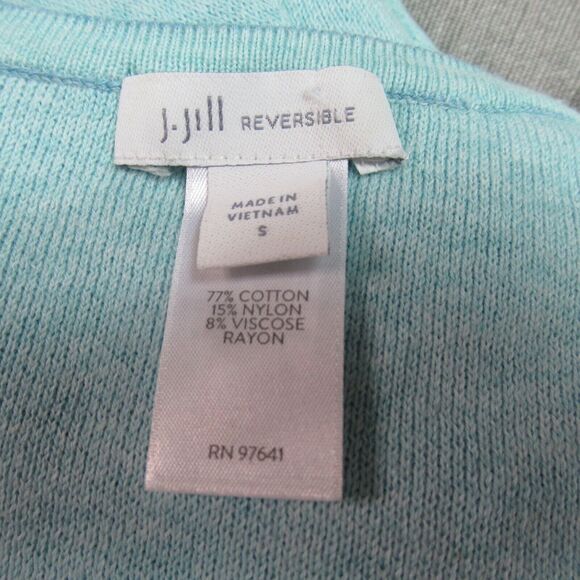 J.Jill REVERSIBLE
MADE IN
VIETNAM
S
77% COTTON
15% NYLON
8% VISCOSE
RAYON
RN 97641